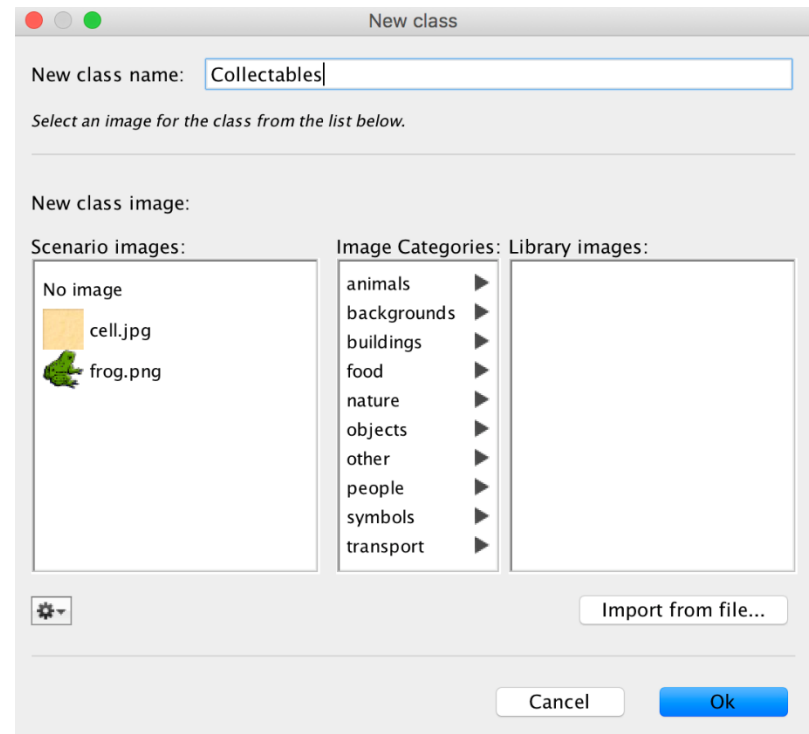 New class
New class name: Collectables
Select an image for the class from the list below.
New class image:
Scenario images:
No image
cell.jpg
frog.png
Image Categories:
animals
backgrounds
buildings
food
nature
objects
other
people
symbols
transport
Library images:
Import from file...
Cancel
Ok